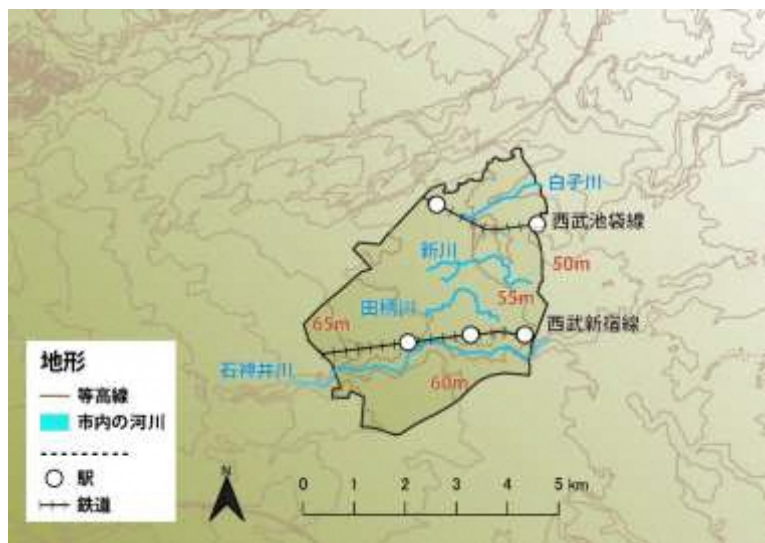 白子川
西武池袋線
新川
50m
55m
田柄川
65m
西武新宿線
石神井川
60m
地形
等高線
市内の河川
駅
鉄道
N
0 1 2 3 4 5 km